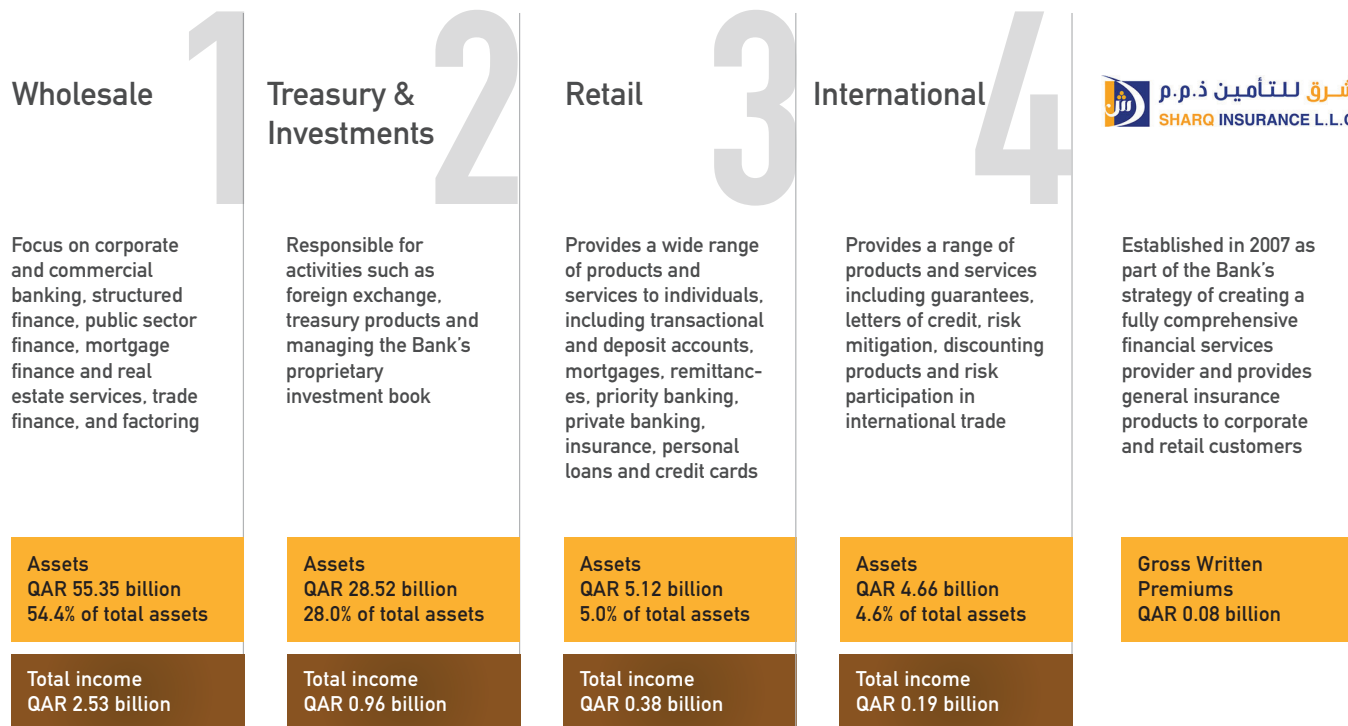 1
Wholesale
Focus on corporate
and commercial
banking, structured
finance, public sector
finance, mortgage
finance and real
estate services, trade
finance, and factoring
Assets
QAR 55.35 billion
54.4% of total assets
Total income
QAR 2.53 billion
2
Treasury &
Investments
Responsible for
activities such as
foreign exchange,
treasury products and
managing the Bank’s
proprietary
investment book
Assets
QAR 28.52 billion
28.0% of total assets
Total income
QAR 0.96 billion
3
Retail
Provides a wide range
of products and
services to individuals,
including transactional
and deposit accounts,
mortgages, remittanc-
es, priority banking,
private banking,
insurance, personal
loans and credit cards
Assets
QAR 5.12 billion
5.0% of total assets
Total income
QAR 0.38 billion
4
International
Provides a range of
products and services
including guarantees,
letters of credit, risk
mitigation, discounting
products and risk
participation in
international trade
Assets
QAR 4.66 billion
4.6% of total assets
Total income
QAR 0.19 billion
للتأمين ذ.م.م
SHARQ INSURANCE L.L.C
Established in 2007 as
part of the Bank’s
strategy of creating a
fully comprehensive
financial services
provider and provides
general insurance
products to corporate
and retail customers
Gross Written
Premiums
QAR 0.08 billion